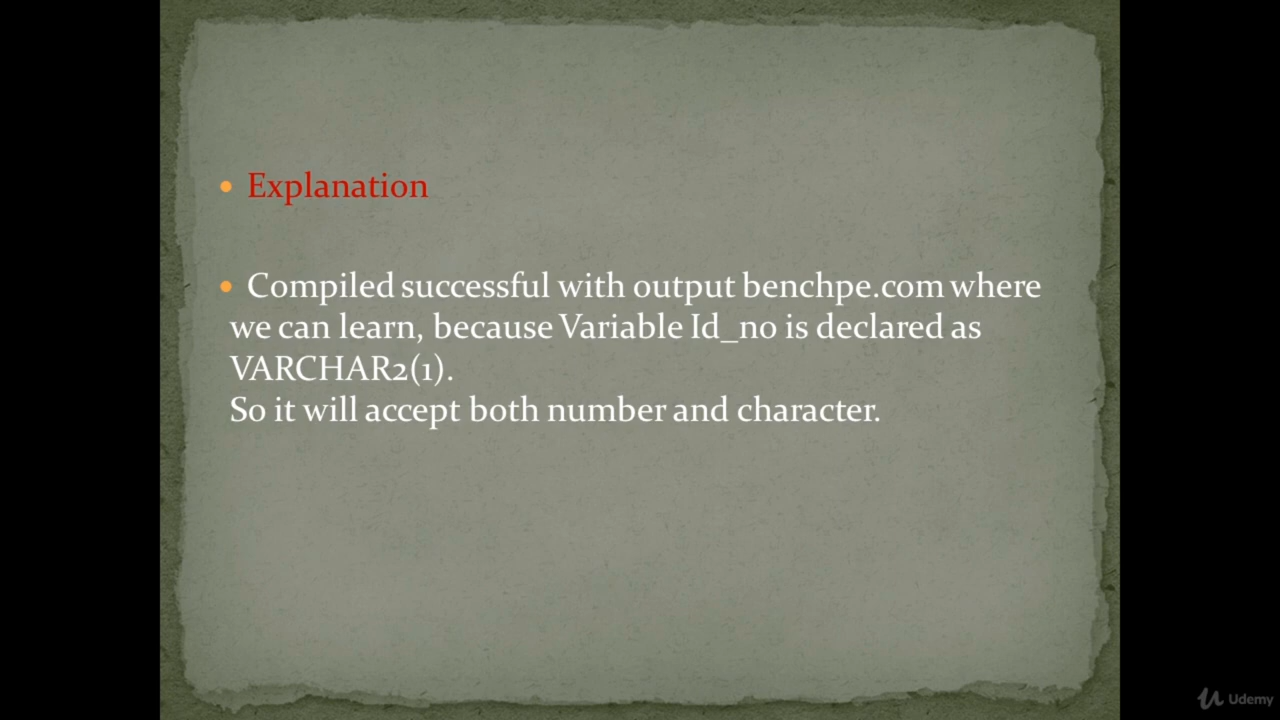 Explanation
Compiled successful with output benchpe.com where
we can learn, because Variable Id_no is declared as
VARCHAR2(1).
So it will accept both number and character.
Udemy